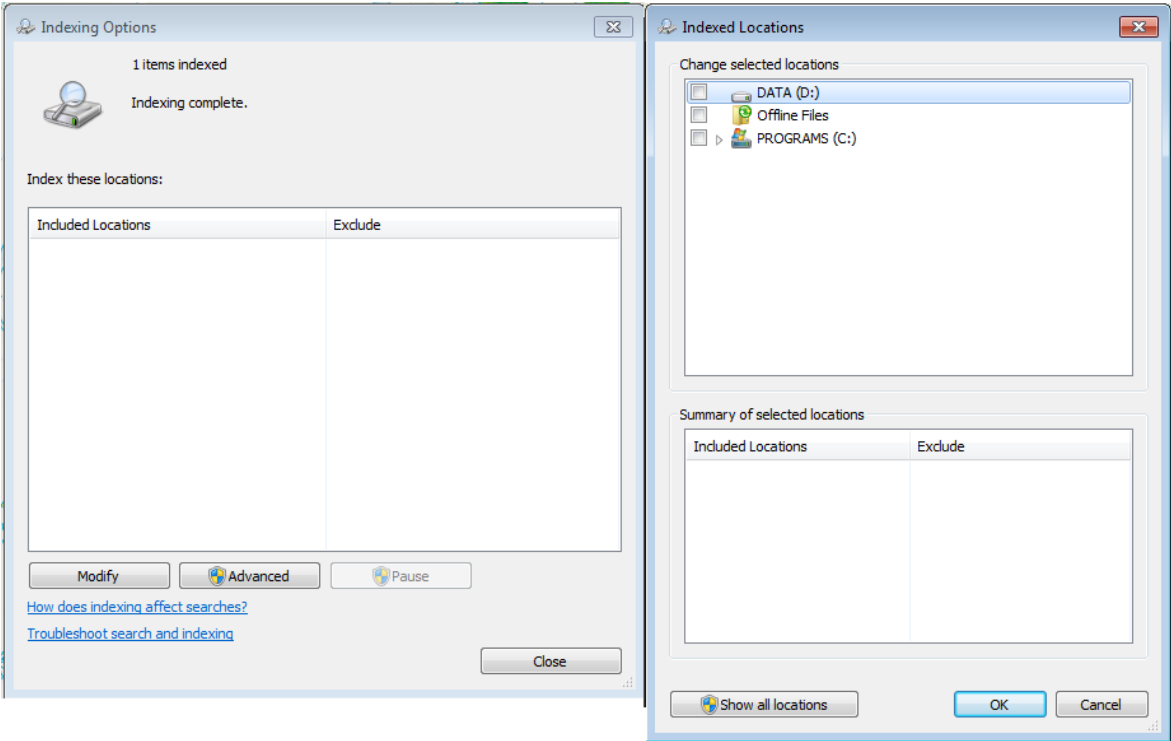 Indexing Options
1 items indexed
Indexing complete.
Index these locations:
Included Locations Exclude
Modify Advanced Pause
How does indexing affect searches?
Troubleshoot search and indexing
Close
Indexed Locations
Change selected locations
DATA (D:)
Offline Files
PROGRAMS (C:)
Summary of selected locations
Included Locations Exclude
Show all locations OK Cancel